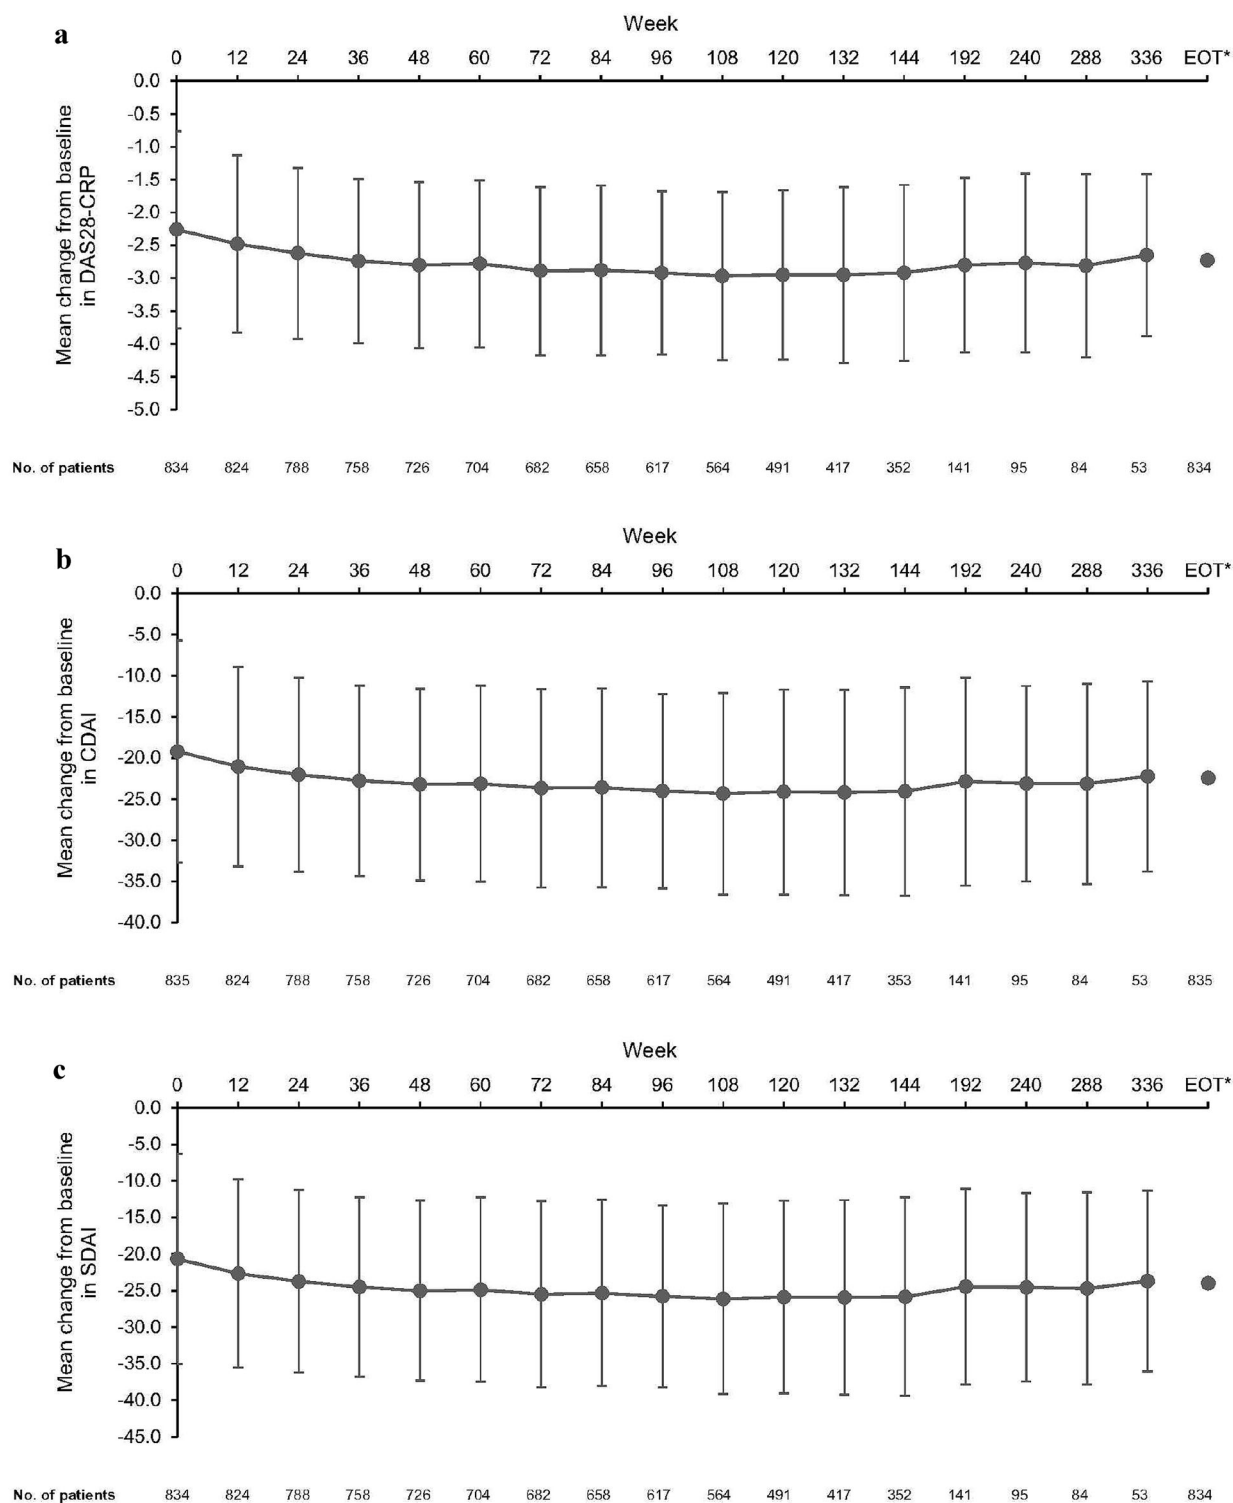 a
Week
0 12 24 36 48 60 72 84 96 108 120 132 144 192 240 288 336 EOT*
Mean change from baseline
in DAS28-CRP
0.0
-0.5
-1.0
-1.5
-2.0
-2.5
-3.0
-3.5
-4.0
-4.5
-5.0
No. of patients 834 824 788 758 726 704 682 658 617 564 491 417 352 141 95 84 53 834
b
Week
0 12 24 36 48 60 72 84 96 108 120 132 144 192 240 288 336 EOT*
Mean change from baseline
in CDAI
0.0
-5.0
-10.0
-15.0
-20.0
-25.0
-30.0
-35.0
-40.0
No. of patients 835 824 788 758 726 704 682 658 617 564 491 417 353 141 95 84 53 835
c
Week
0 12 24 36 48 60 72 84 96 108 120 132 144 192 240 288 336 EOT*
Mean change from baseline
in SDAI
0.0
-5.0
-10.0
-15.0
-20.0
-25.0
-30.0
-35.0
-40.0
-45.0
No. of patients 834 824 788 758 726 704 682 658 617 564 491 417 352 141 95 84 53 834